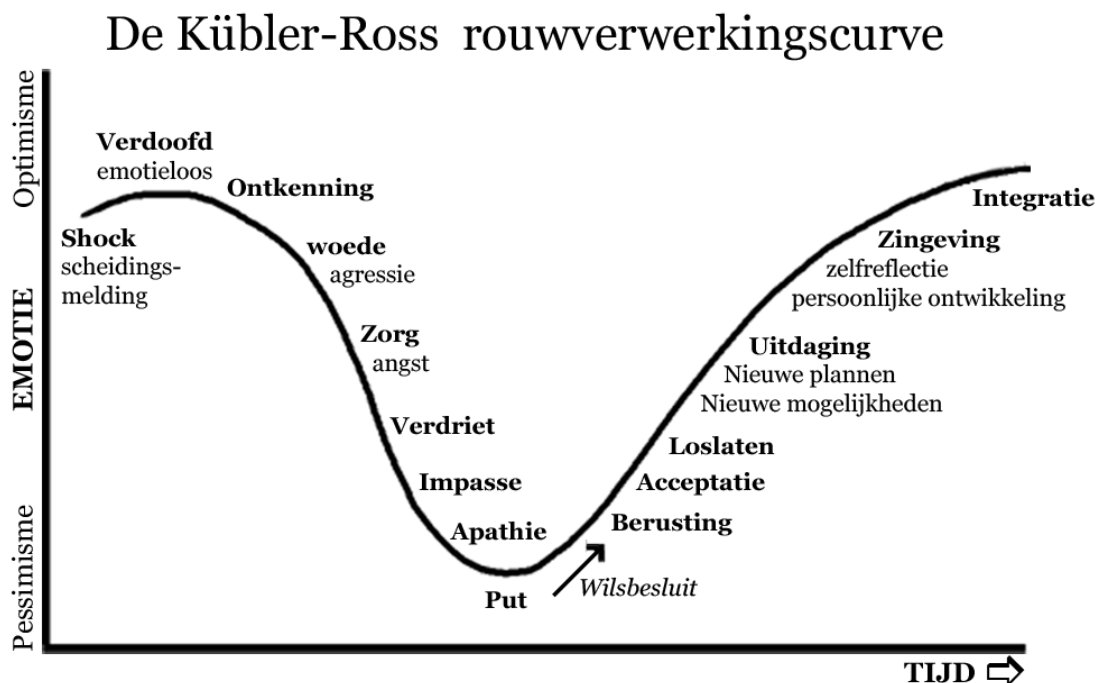 De Kübler-Ross rouwverwerkingscurve
Optimisme
EMOTIE
Pessimisme
Shock
scheidings-
melding
Verdoofd
emotieloos
Ontkenning
woede
agressie
Zorg
angst
Verdriet
Impasse
Apathie
Put
Wilsbesluit
Berusting
Acceptatie
Loslaten
Uitdaging
Nieuwe plannen
Nieuwe mogelijkheden
Zingeving
zelfreflectie
persoonlijke ontwikkeling
Integratie
TIJD